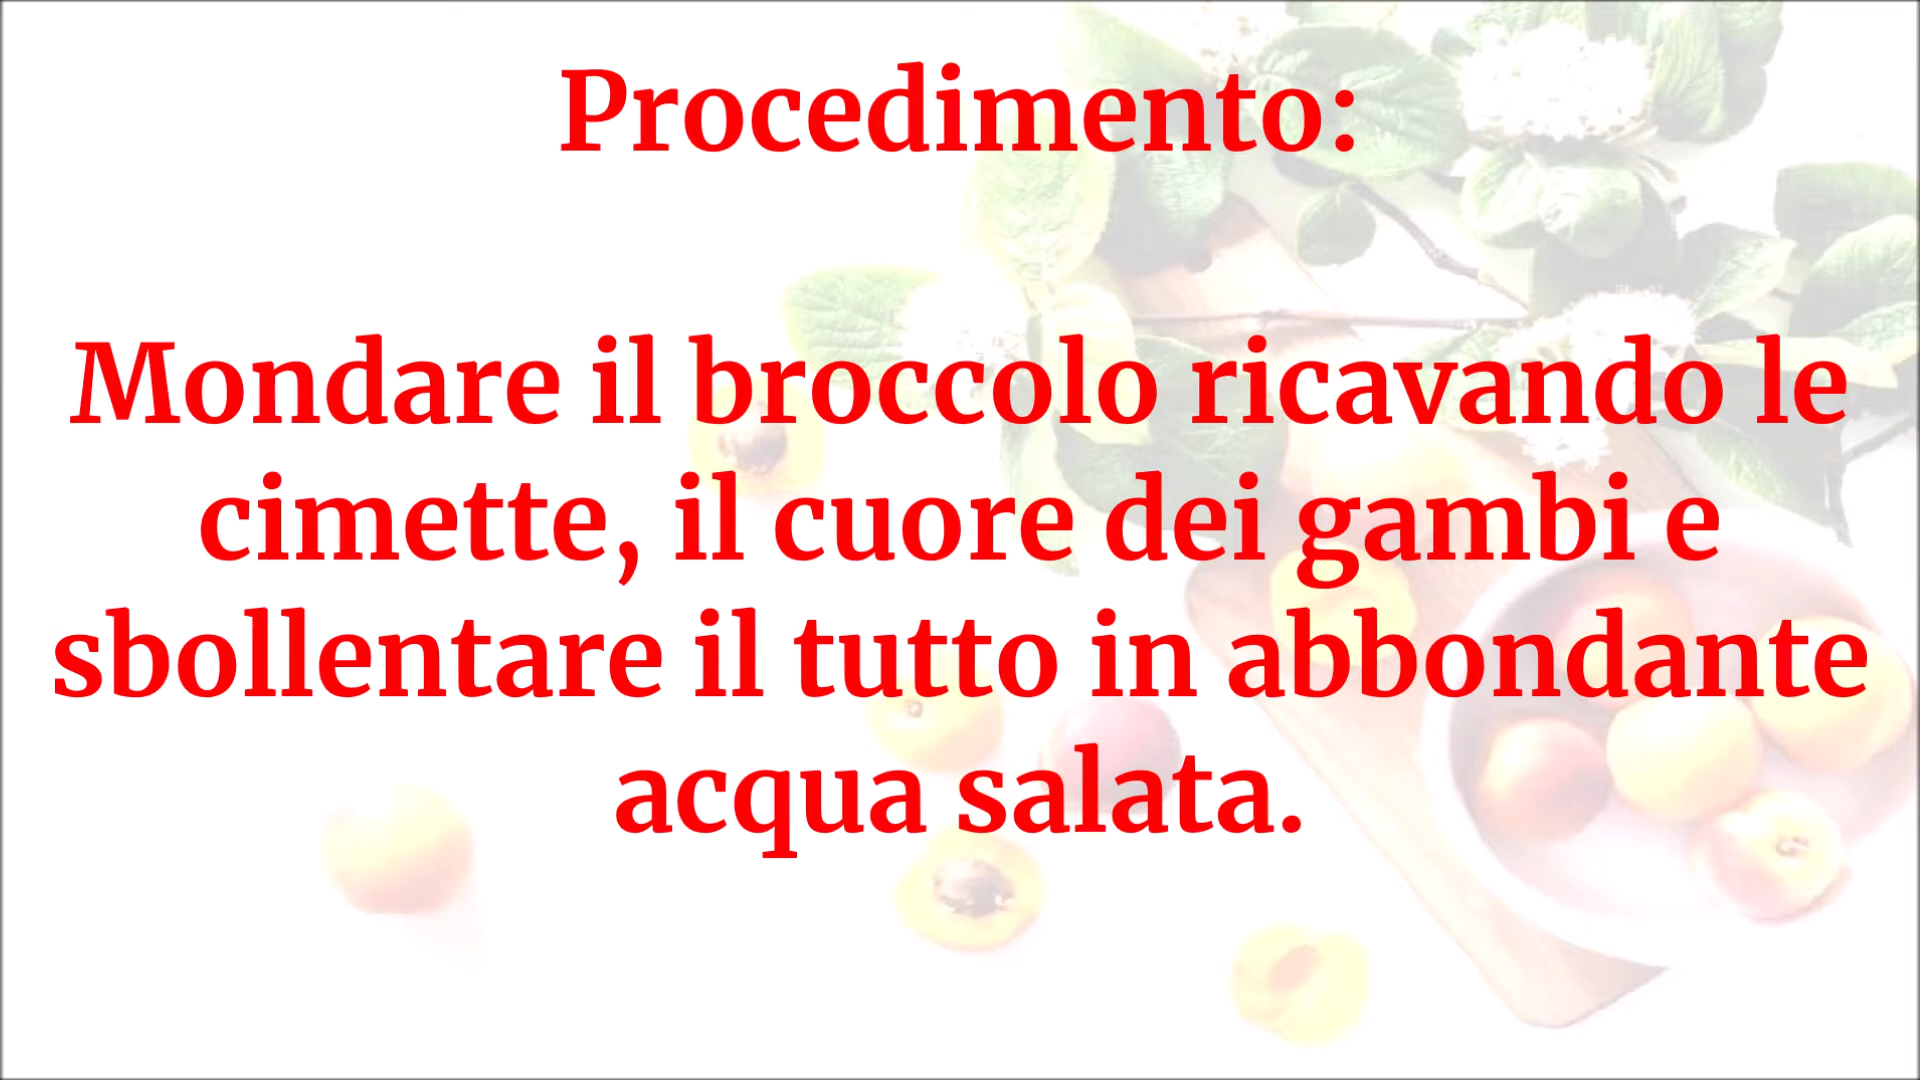 Procedimento:
Mondare il broccolo ricavando le
cimette, il cuore dei gambi e
sbollentare il tutto in abbondante
acqua salata.